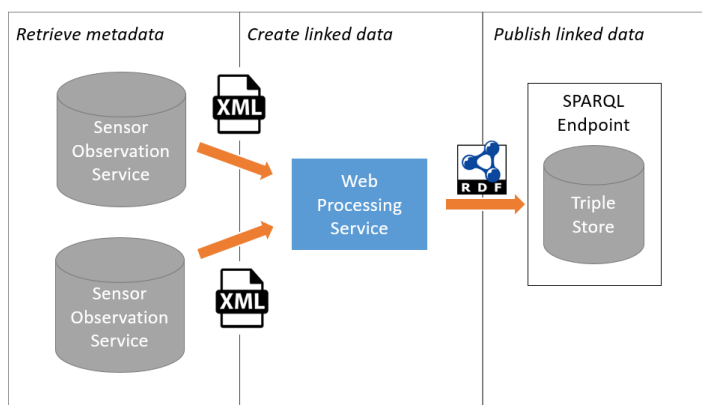 Retrieve metadata
Create linked data
Publish linked data
XML
Sensor
Observation
Service
Web
Processing
Service
RDF
SPARQL
Endpoint
Triple
Store
Sensor
Observation
Service
XML